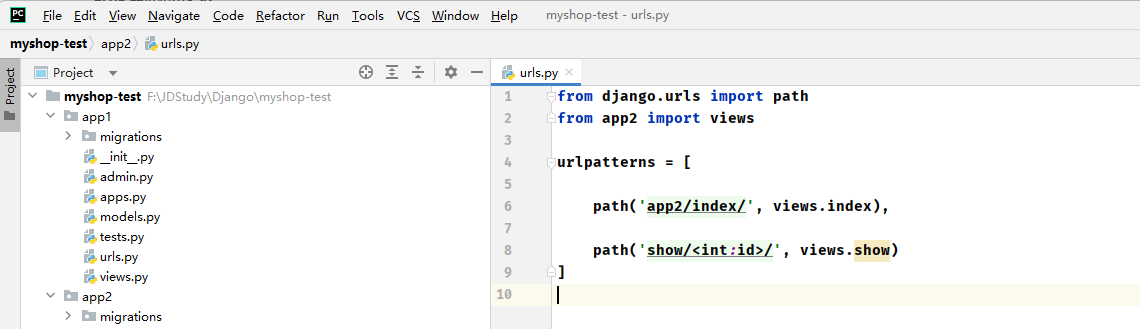 PC File Edit View Navigate Code Refactor Run Tools VCS Window Help myshop-test - urls.py
myshop-test app2 urls.py
Project
Project
urls.py
myshop-test F:\JDStudy\Django\myshop-test
app1
migrations
__init__.py
admin.py
apps.py
models.py
tests.py
urls.py
views.py
app2
migrations
1 from django.urls import path
2 from app2 import views
3
4 urlpatterns = [
5
6 path('app2/index/', views.index),
7
8 path('show/<int:id>/', views.show)
9 ]
10